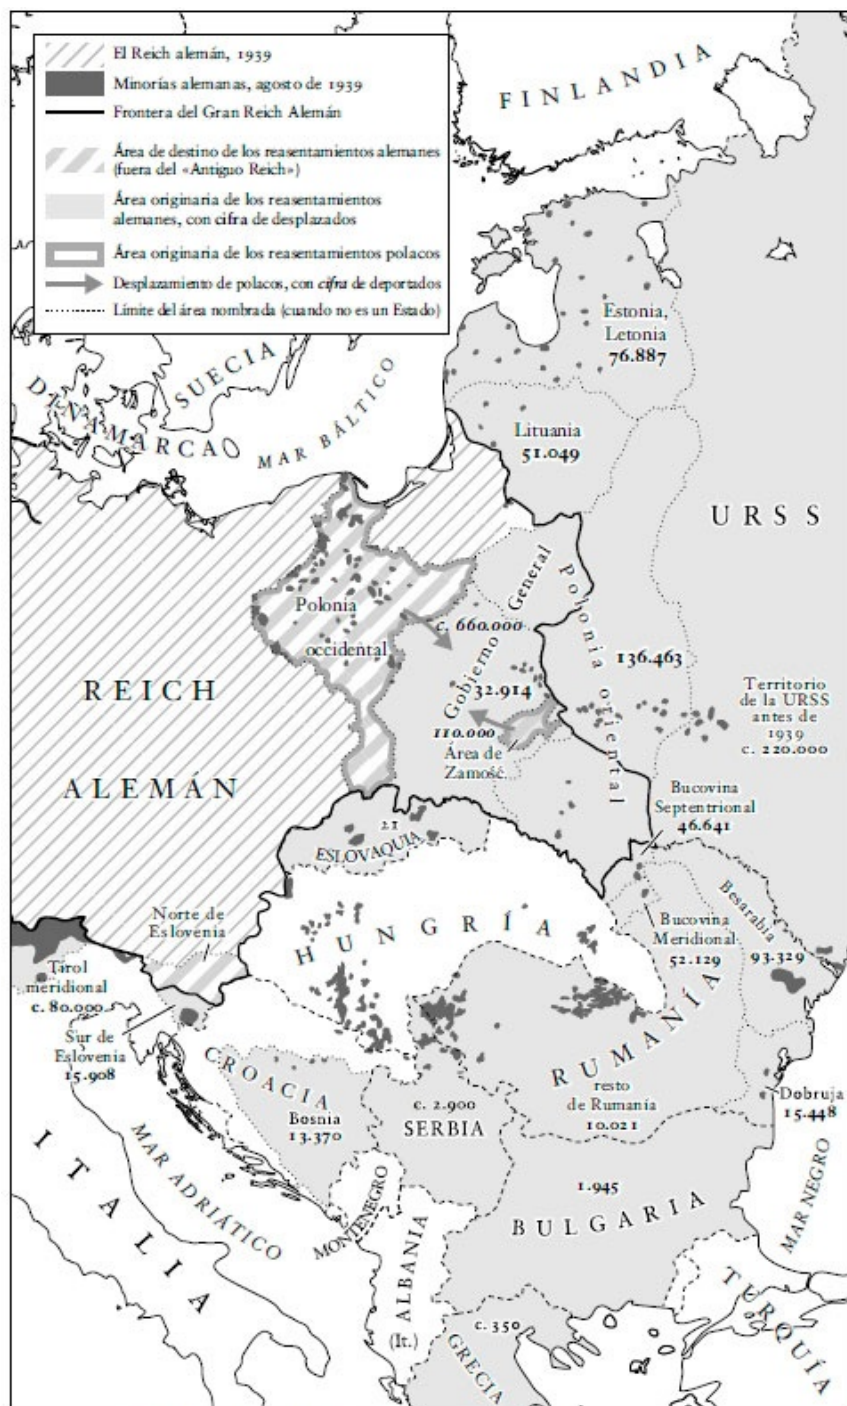 El Reich alemán, 1939
Minorías alemanas, agosto de 1939
Frontera del Gran Reich Alemán
Área de destino de los reasentamientos alemanes
(fuera del «Antiguo Reich»)
Área originaria de los reasentamientos
alemanes, con cifra de desplazados
Área originaria de los reasentamientos polacos
Desplazamiento de polacos, con cifra de deportados
Límite del área nombrada (cuando no es un Estado)
FINLANDIA
SUECIA
DINAMARCA
MAR BÁLTICO
Estonia,
Letonia
76.887
Lituania
51.049
URSS
REICH
ALEMÁN
Polonia
occidental
c. 660.000
Gobierno General
32.914
110.000
Área de
Zamość
Polonia oriental
136.463
Territorio
de la URSS
antes de
1939
c. 220.000
Bucovina
Septentrional
46.641
21
ESLOVAQUIA
Norte de
Eslovenia
HUNGRÍA
Bucovina
Meridional
52.129
Besarabia
93.329
Tirol
meridional
c. 80.000
Sur de
Eslovenia
15.908
CROACIA
Bosnia
13.370
c. 2.900
SERBIA
RUMANÍA
resto
de Rumanía
10.021
Dobruja
15.448
ITALIA
MAR ADRIÁTICO
MONTENEGRO
ALBANIA
(It.)
1.945
BULGARIA
MAR NEGRO
c. 350
GRECIA
TURQUÍA